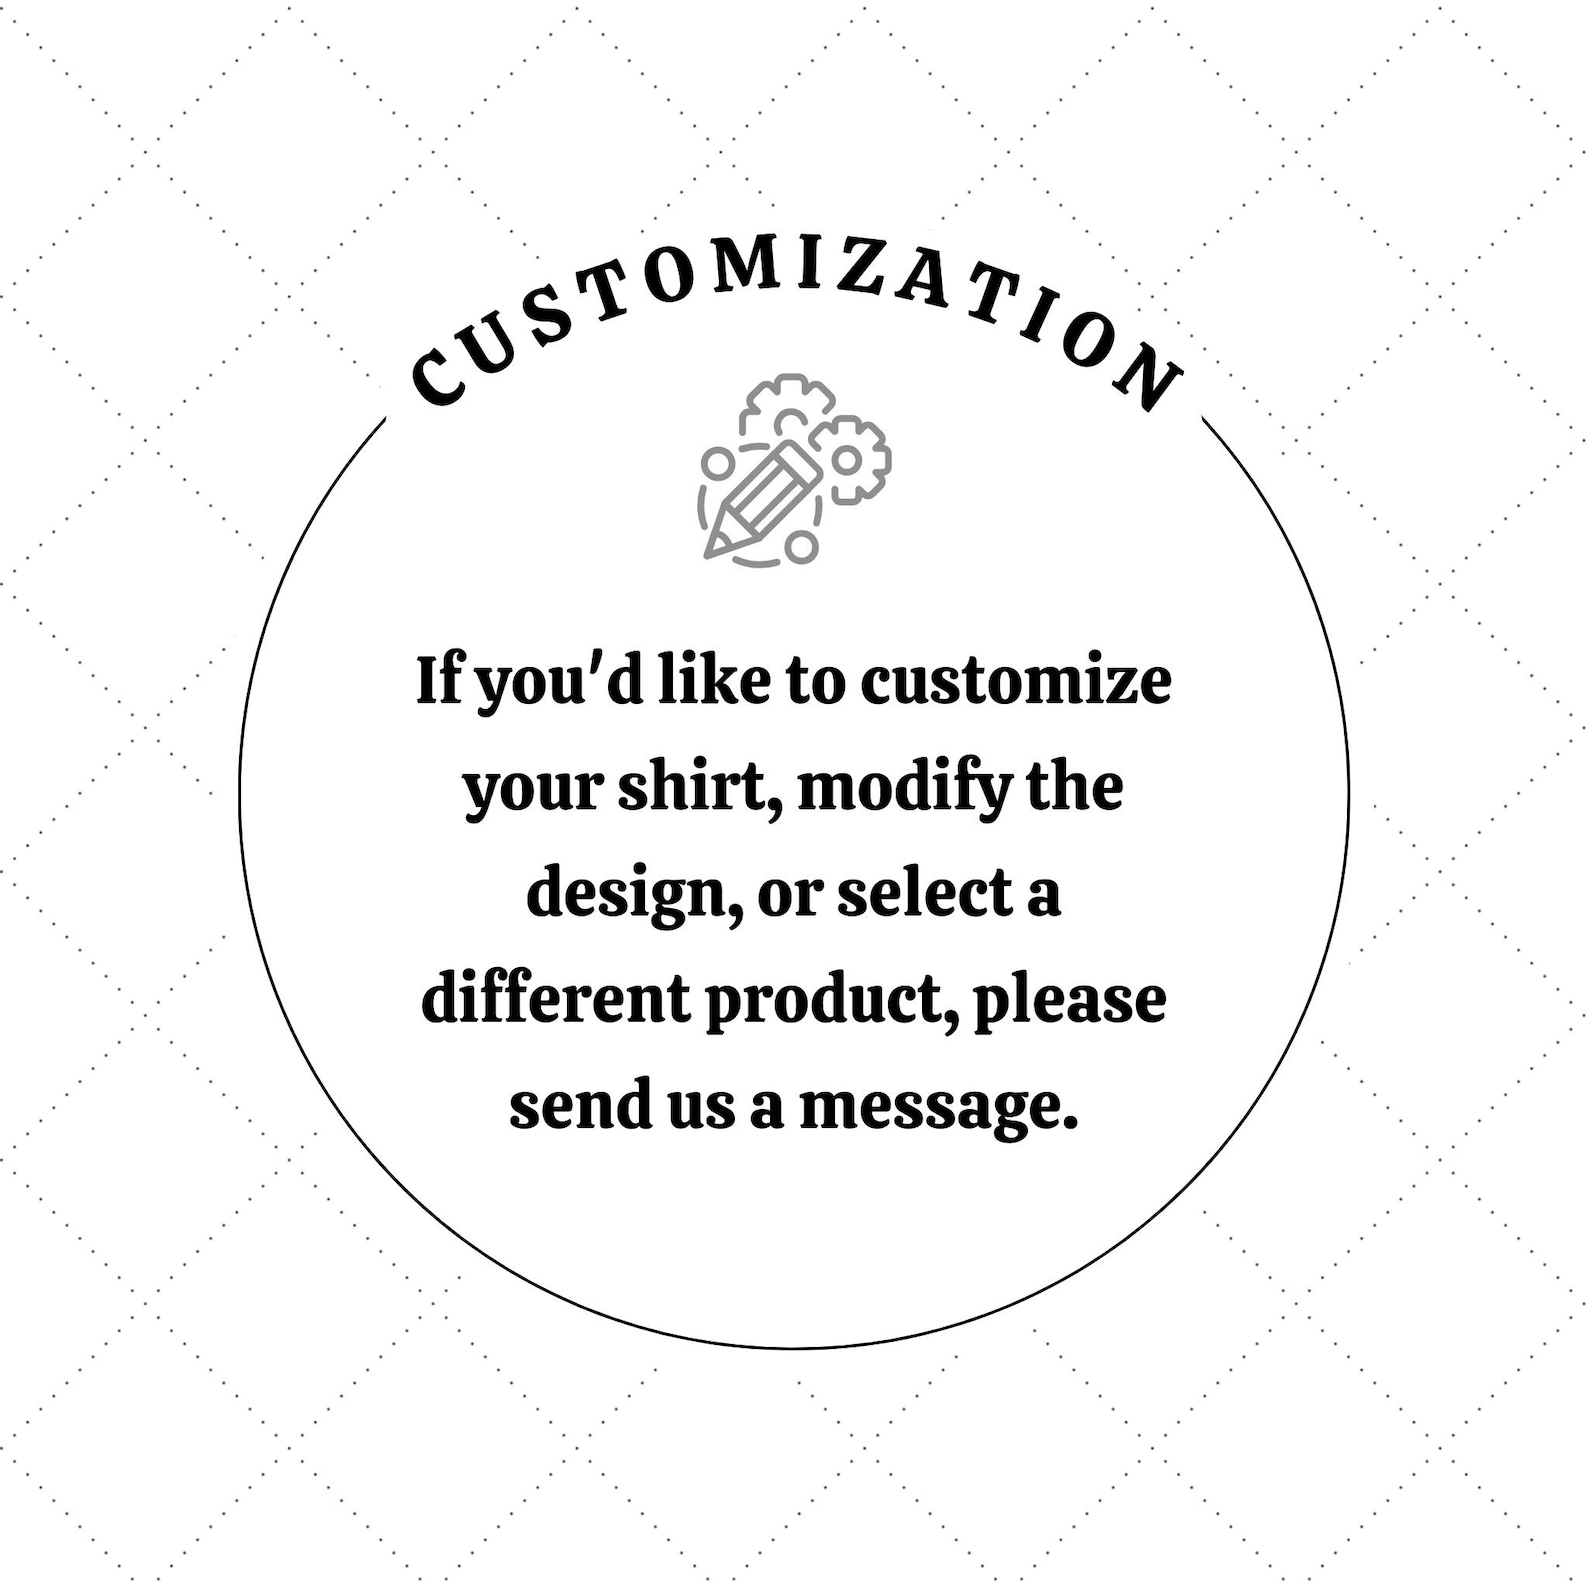 CUSTOMIZATION
If you'd like to customize
your shirt, modify the
design, or select a
different product, please
send us a message.